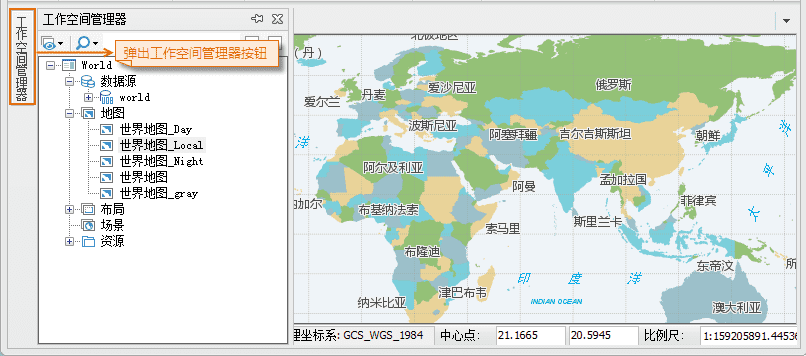 工作空间管理器
工作空间管理器
弹出工作空间管理器按钮
World
数据源
world
地图
世界地图_Day
世界地图_Local
世界地图_Night
世界地图
世界地图_gray
布局
场景
资源
(丹)
俄罗斯
爱沙尼亚
丹麦
爱尔兰
波斯尼亚
阿塞拜疆
吉尔吉斯斯坦
朝鲜
洋
阿尔及利亚
阿曼
孟加拉国
布基纳法索
菲律宾
索马里
斯里兰卡
布隆迪
东帝汶
所
印度洋
INDIAN OCEAN
纳米比亚
津巴布韦
澳大利亚
理坐标系: GCS_WGS_1984 中心点: 21.1665 20.5945 比例尺: 1:159205891.44536